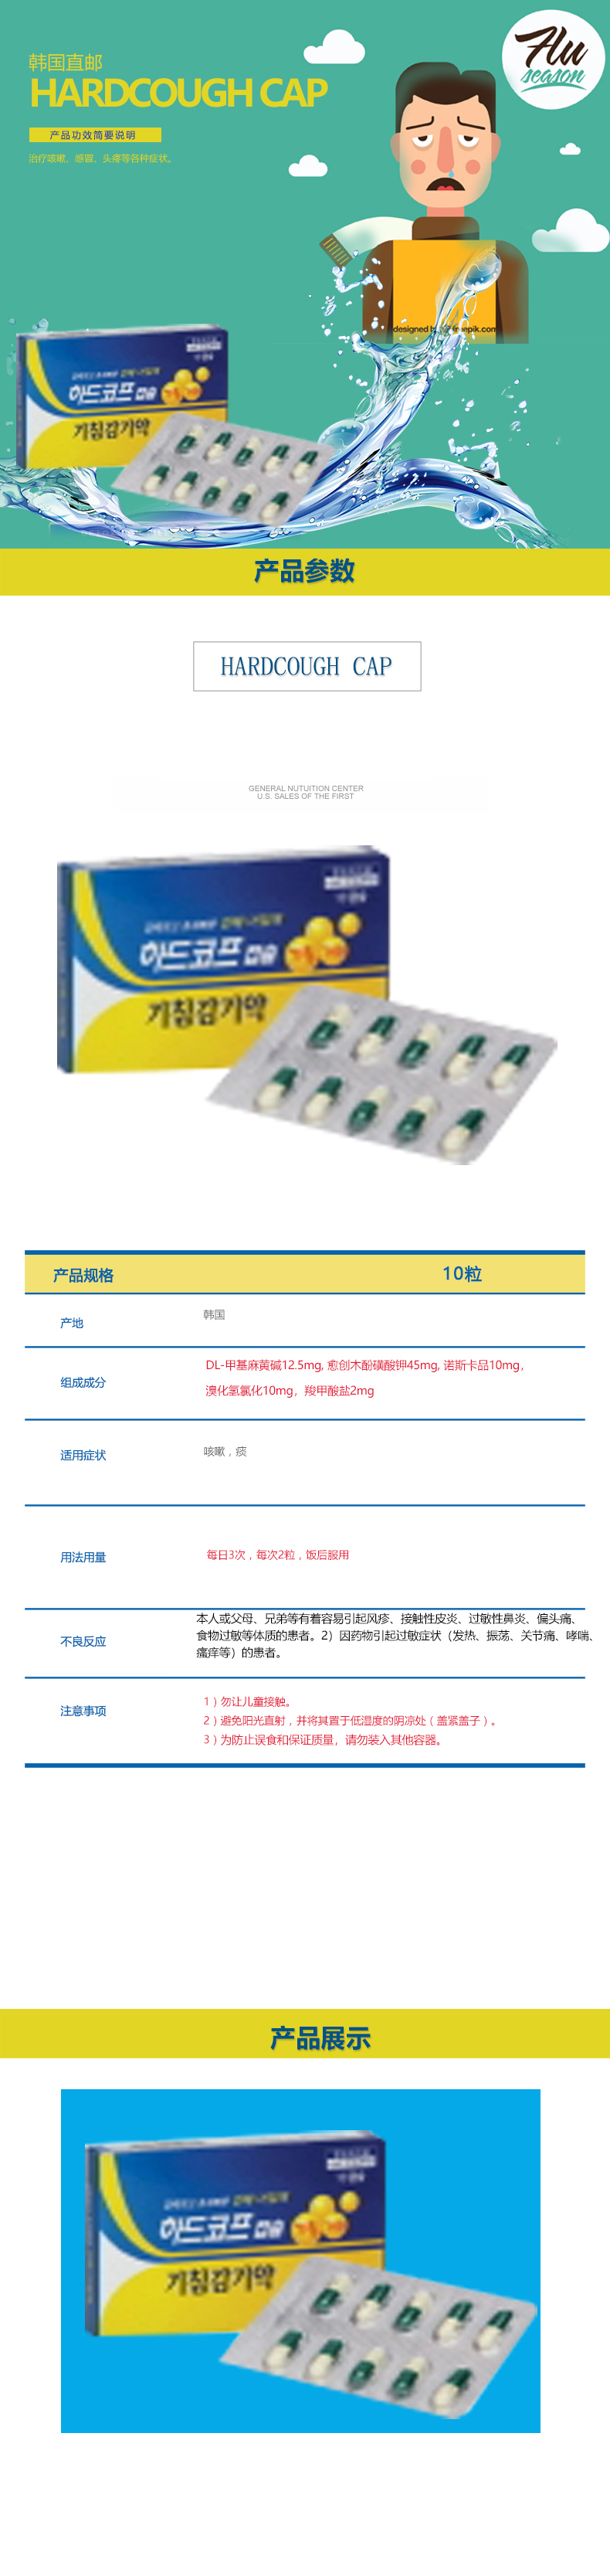 Flu
season
韩国直邮
HARDCOUGH CAP
产品功效简要说明
治疗咳嗽、感冒、头疼等各种症状。
designed by freepik.com
하드코프 캡슐
기침감기약
产品参数
HARDCOUGH CAP
GENERAL NUTUITION CENTER
U.S. SALES OF THE FIRST
하드코프 캡슐
기침감기약
产品规格 10粒
产地 韩国
组成成分
DL-甲基麻黄碱12.5mg, 愈创木酚磺酸钾45mg, 诺斯卡品10mg,
溴化氢氯化10mg, 羧甲酸盐2mg
适用症状 咳嗽，痰
用法用量 每日3次，每次2粒，饭后服用
不良反应
本人或父母、兄弟等有着容易引起风疹、接触性皮炎、过敏性鼻炎、偏头痛、
食物过敏等体质的患者。2）因药物引起过敏症状（发热、振荡、关节痛、哮喘、
瘙痒等）的患者。
注意事项
1）勿让儿童接触。
2）避免阳光直射，并将其置于低湿度的阴凉处（盖紧盖子）。
3）为防止误食和保证质量，请勿装入其他容器。
产品展示
하드코프 캡슐
기침감기약